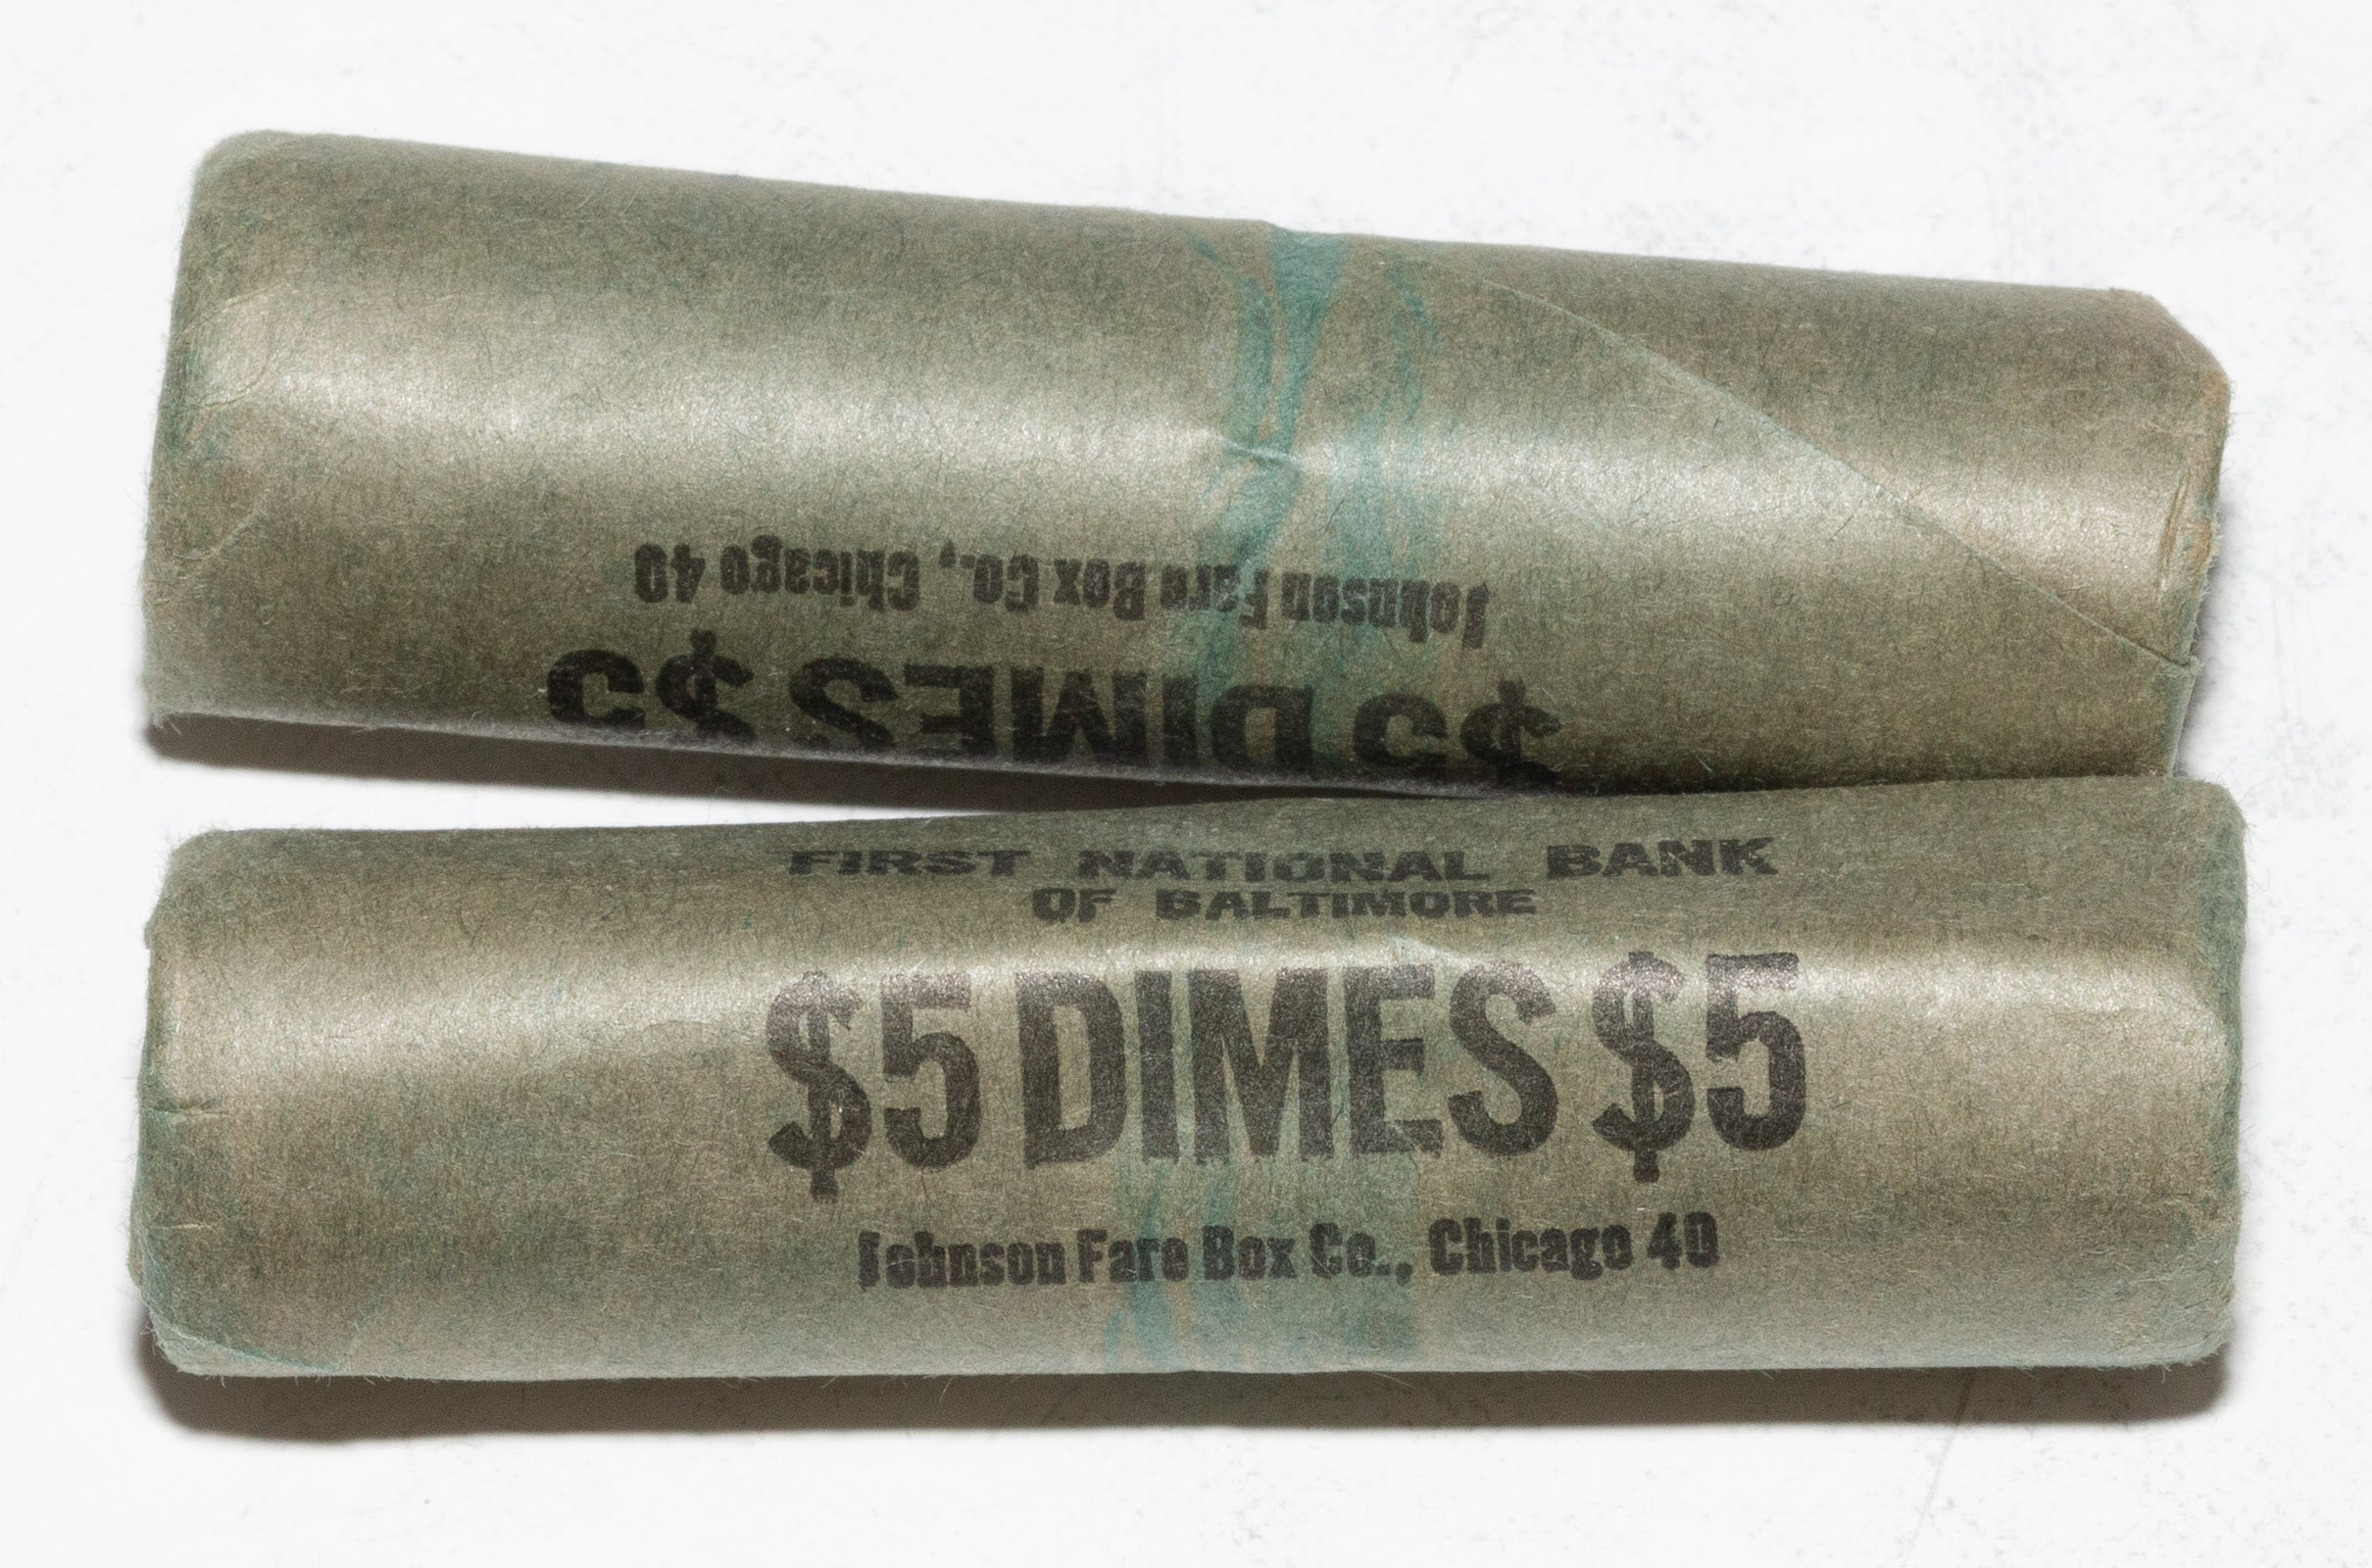 $5 DIMES $5
Johnson Fare Box Co., Chicago 40
FIRST NATIONAL BANK
OF BALTIMORE
$5 DIMES $5
Johnson Fare Box Co., Chicago 40